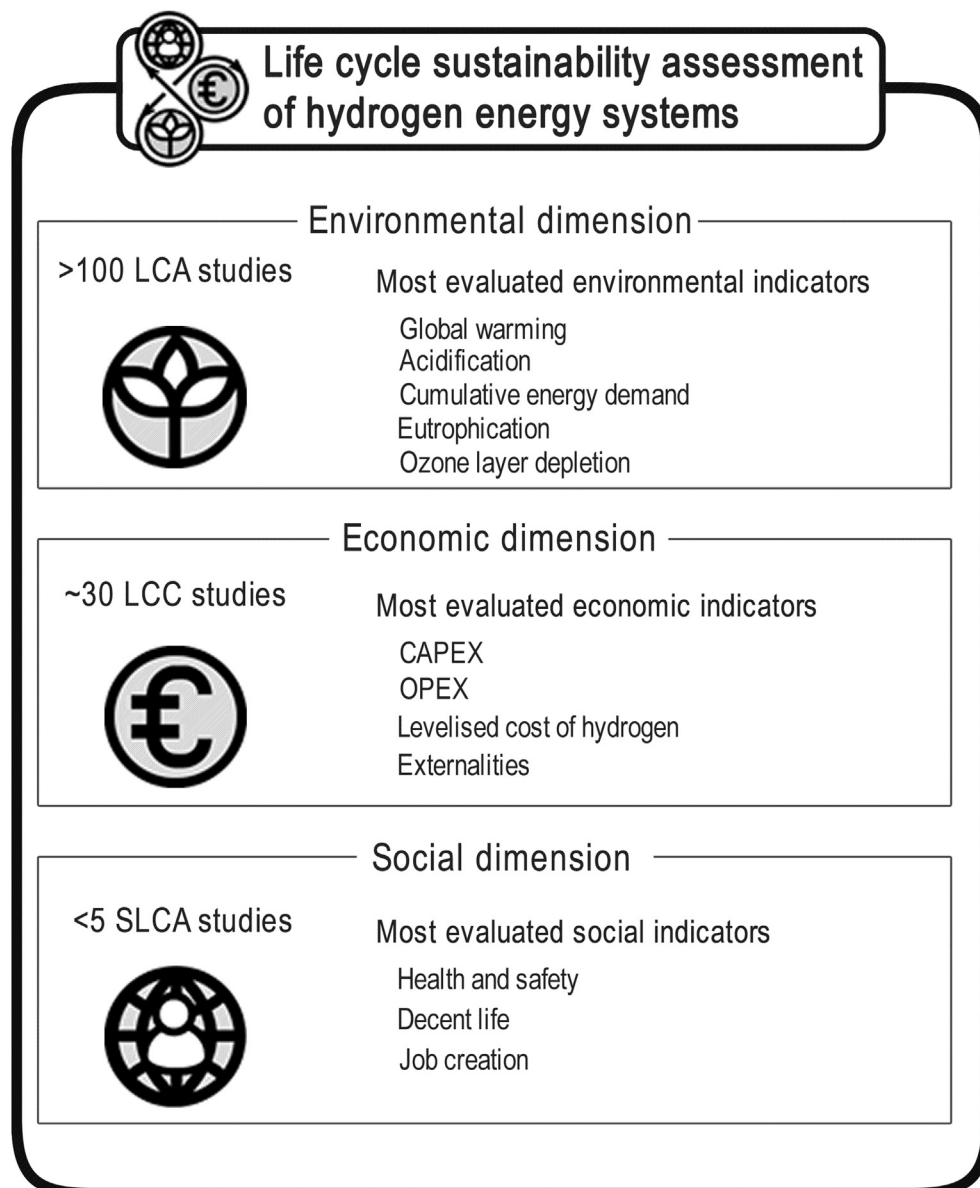 Life cycle sustainability assessment
of hydrogen energy systems
Environmental dimension
>100 LCA studies
Most evaluated environmental indicators
Global warming
Acidification
Cumulative energy demand
Eutrophication
Ozone layer depletion
Economic dimension
~30 LCC studies
Most evaluated economic indicators
CAPEX
OPEX
Levelised cost of hydrogen
Externalities
Social dimension
<5 SLCA studies
Most evaluated social indicators
Health and safety
Decent life
Job creation